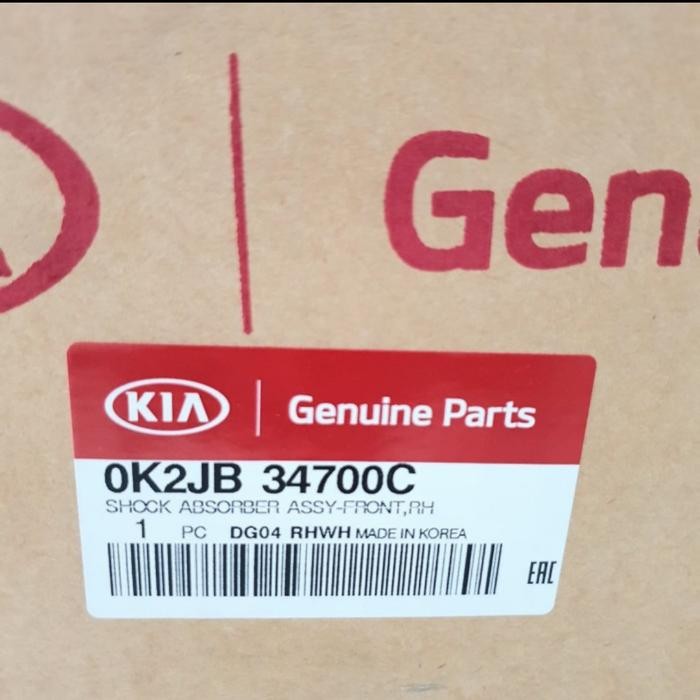 Gen
KIA | Genuine Parts
0K2JB 34700C
SHOCK ABSORBER ASSY-FRONT,RH
1 PC DG04 RHWH MADE IN KOREA
EAC